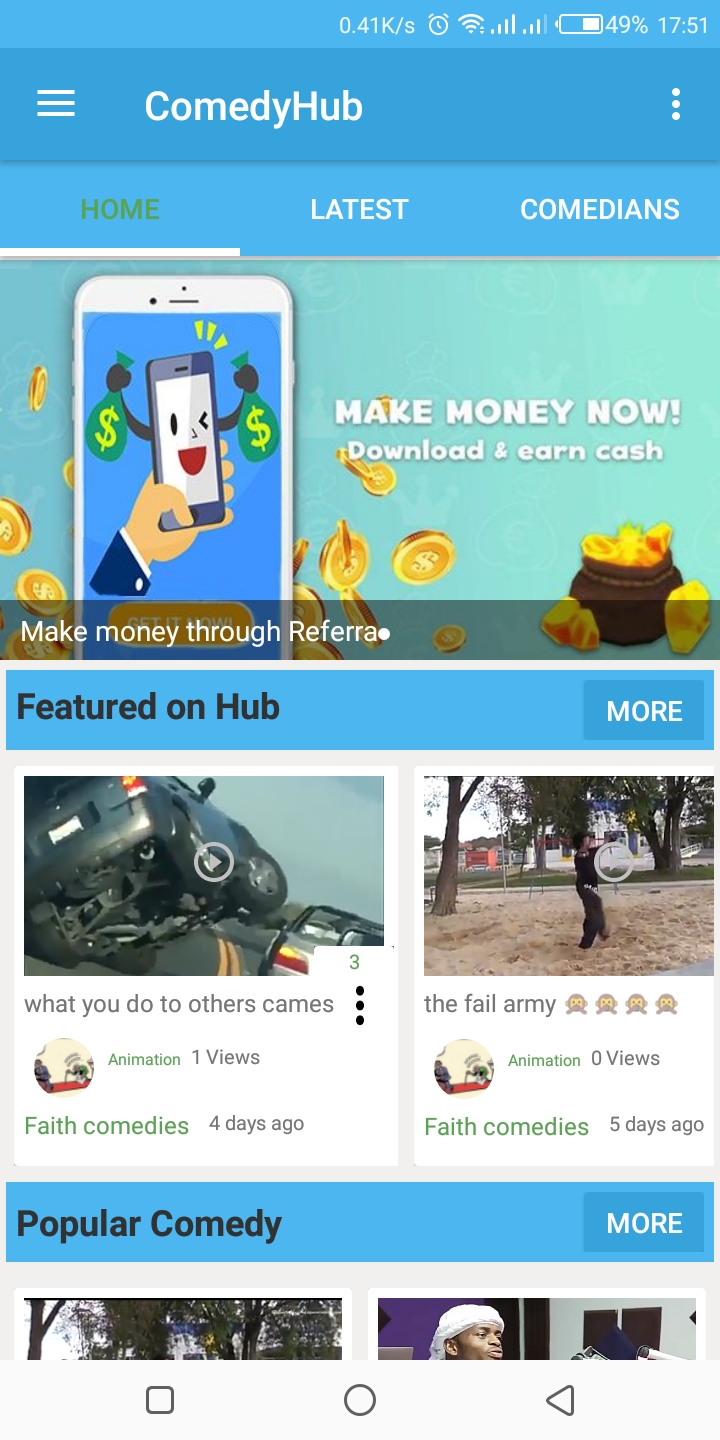 0.41K/s 49% 17:51
ComedyHub
HOME LATEST COMEDIANS
MAKE MONEY NOW!
Download & earn cash
GET IT NOW!
Make money through Referra
Featured on Hub MORE
3
what you do to others cames
the fail army 🙊 🙊 🙊 🙊
Animation 1 Views
Animation 0 Views
Faith comedies 4 days ago
Faith comedies 5 days ago
Popular Comedy MORE